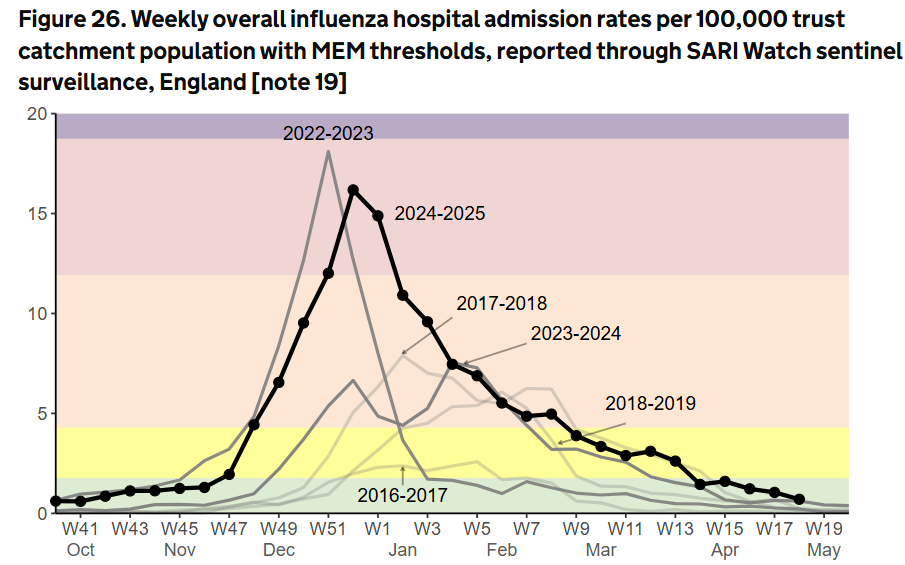 Figure 26. Weekly overall influenza hospital admission rates per 100,000 trust
catchment population with MEM thresholds, reported through SARI Watch sentinel
surveillance, England [note 19]
20
2022-2023
15
2024-2025
10
2017-2018
2023-2024
5
2018-2019
2016-2017
0
W41 W43 W45 W47 W49 W51 W1 W3 W5 W7 W9 W11 W13 W15 W17 W19
Oct Nov Dec Jan Feb Mar Apr May